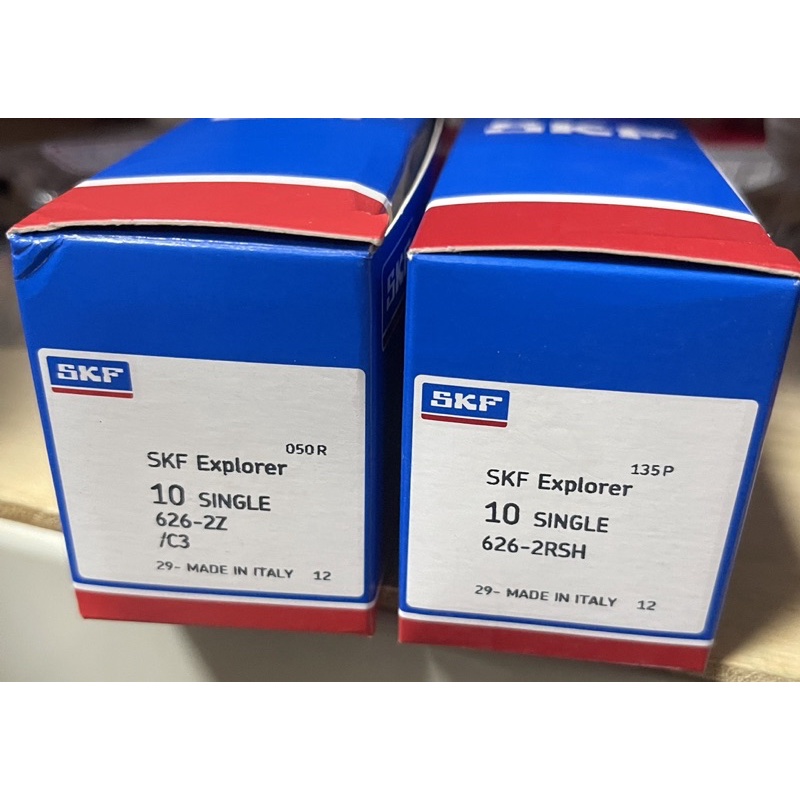 SKF
050R
SKF Explorer
10 SINGLE
626-2Z
/C3
29- MADE IN ITALY 12
SKF
SKF
SKF
135P
SKF Explorer
10 SINGLE
626-2RSH
29- MADE IN ITALY 12